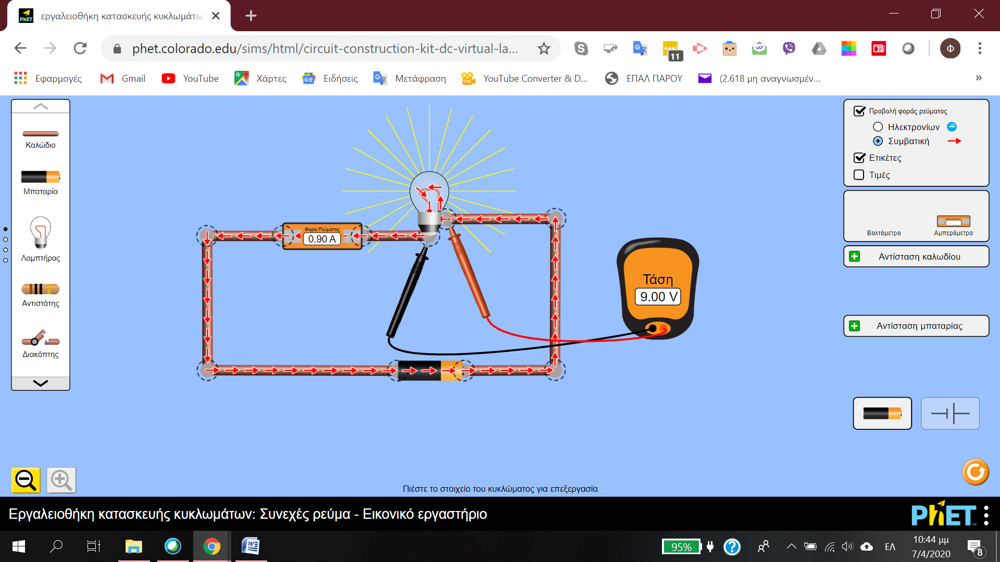 PhET εργαλειοθήκη κατασκευής κυκλωμάτω
phet.colorado.edu/sims/html/circuit-construction-kit-dc-virtual-la...
11
Φ
Εφαρμογές Gmail YouTube Χάρτες Ειδήσεις Μετάφραση YouTube Converter & D... ΕΠΑΛ ΠΑΡΟΥ (2.618 μη αναγνωσμέν... »
Καλώδιο
Μπαταρία
Λαμπτήρας
Αντιστάτης
Διακόπτης
Φορα Ρεύματος
0.90 A
Τάση
9.00 V
Προβολή φοράς ρεύματος
Ηλεκτρονίων
Συμβατική
Ετικέτες
Τιμές
Βολτόμετρο Αμπερόμετρα
Αντίσταση καλωδίου
Αντίσταση μπαταρίας
Πιέστε το στοιχείο του κυκλώματος για επεξεργασία
Εργαλειοθήκη κατασκευής κυκλωμάτων: Συνεχές ρεύμα - Εικονικό εργαστήριο
PhET
95%
ΕΛ
10:44 μμ
7/4/2020
8